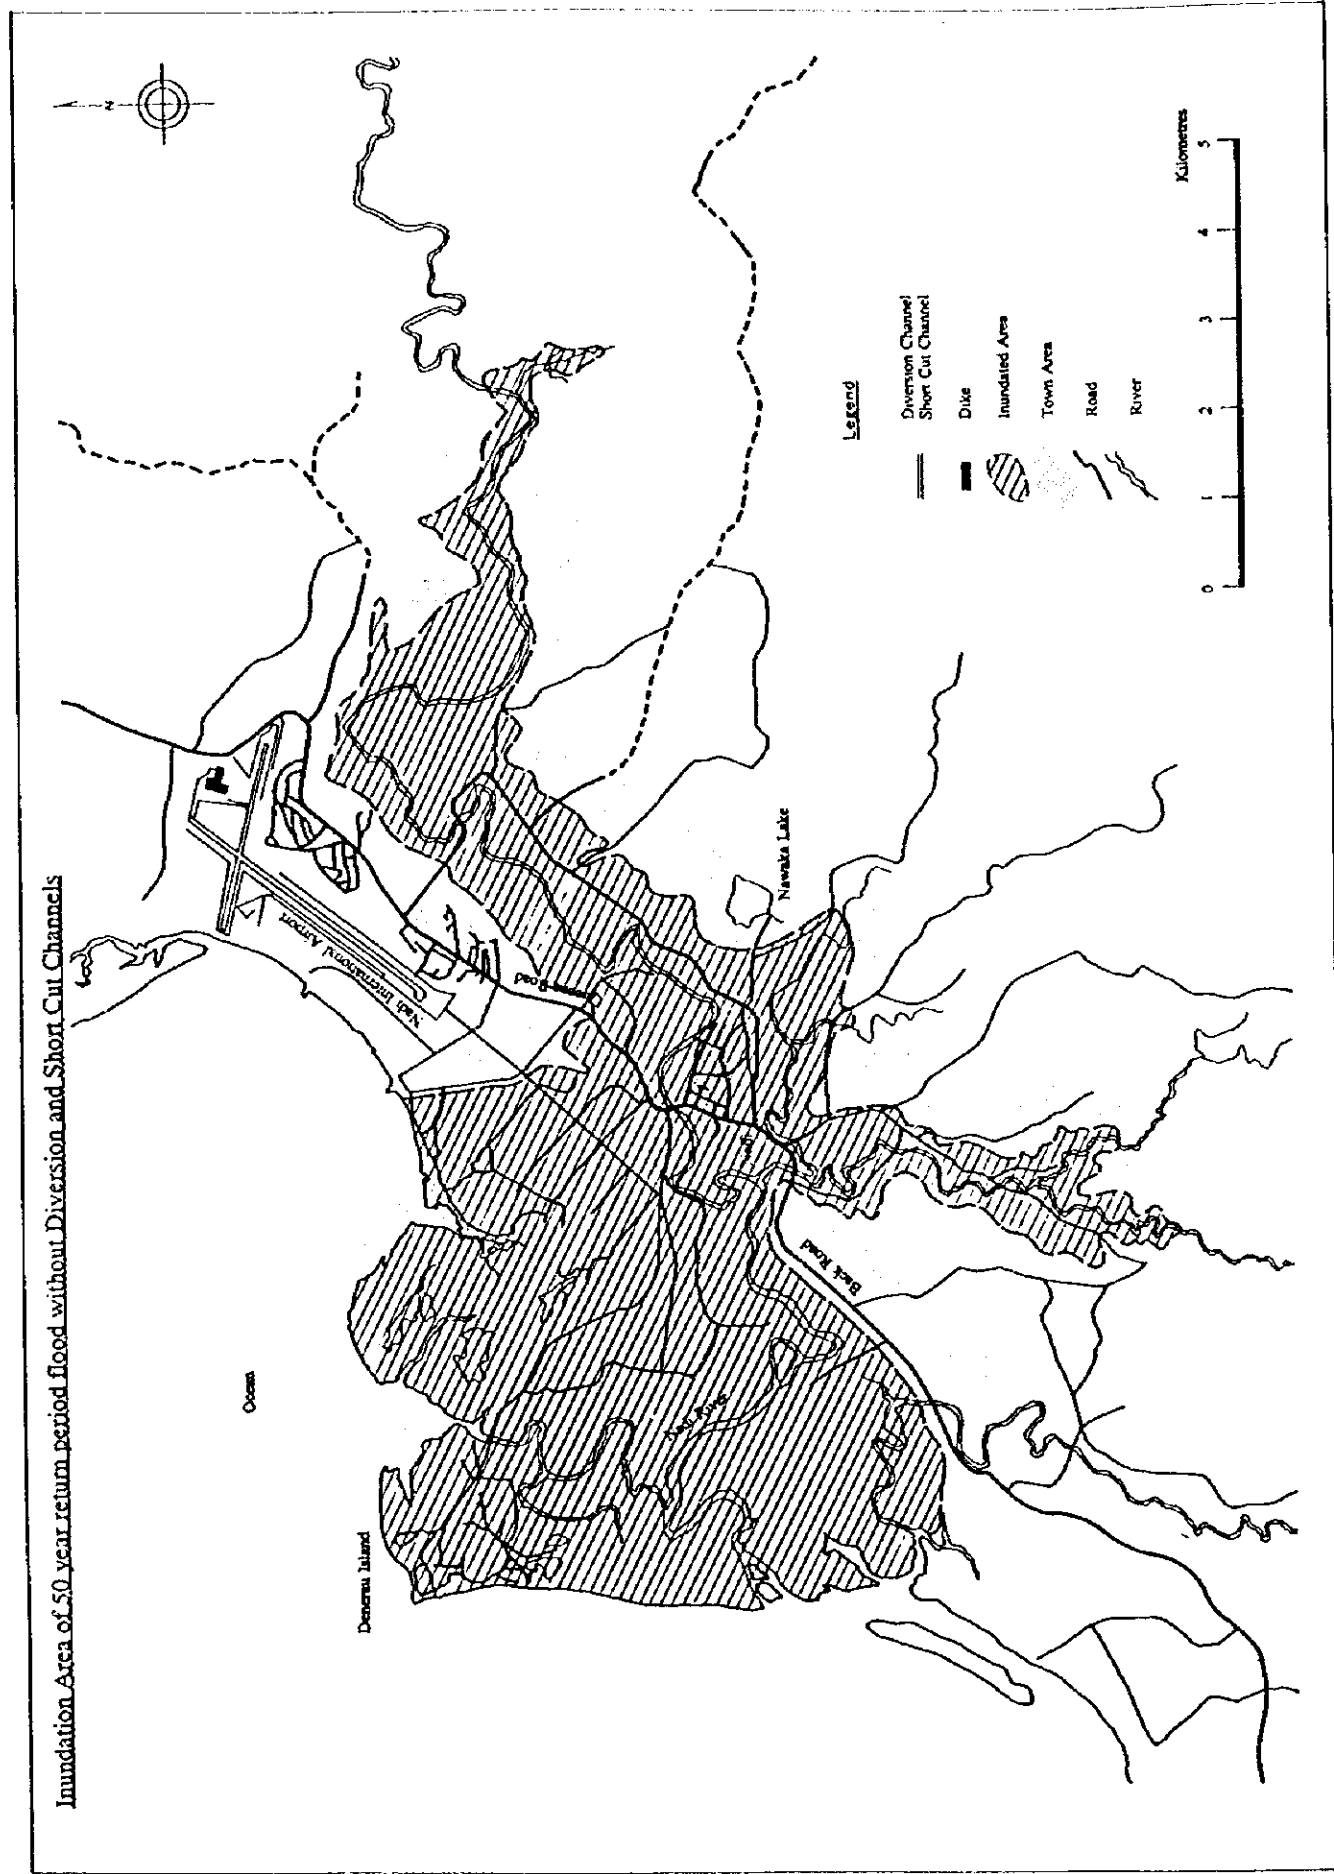 Inundation Area of 50 year return period flood without Diversion and Short Cut Channels
N
Ocean
Denerau Island
Nadi International Airport
Queens Road
Nadi River
Back Road
Nawaka Lake
Legend
Diversion Channel
Short Cut Channel
Dike
Inundated Area
Town Area
Road
River
Kilometres
0 1 2 3 4 5